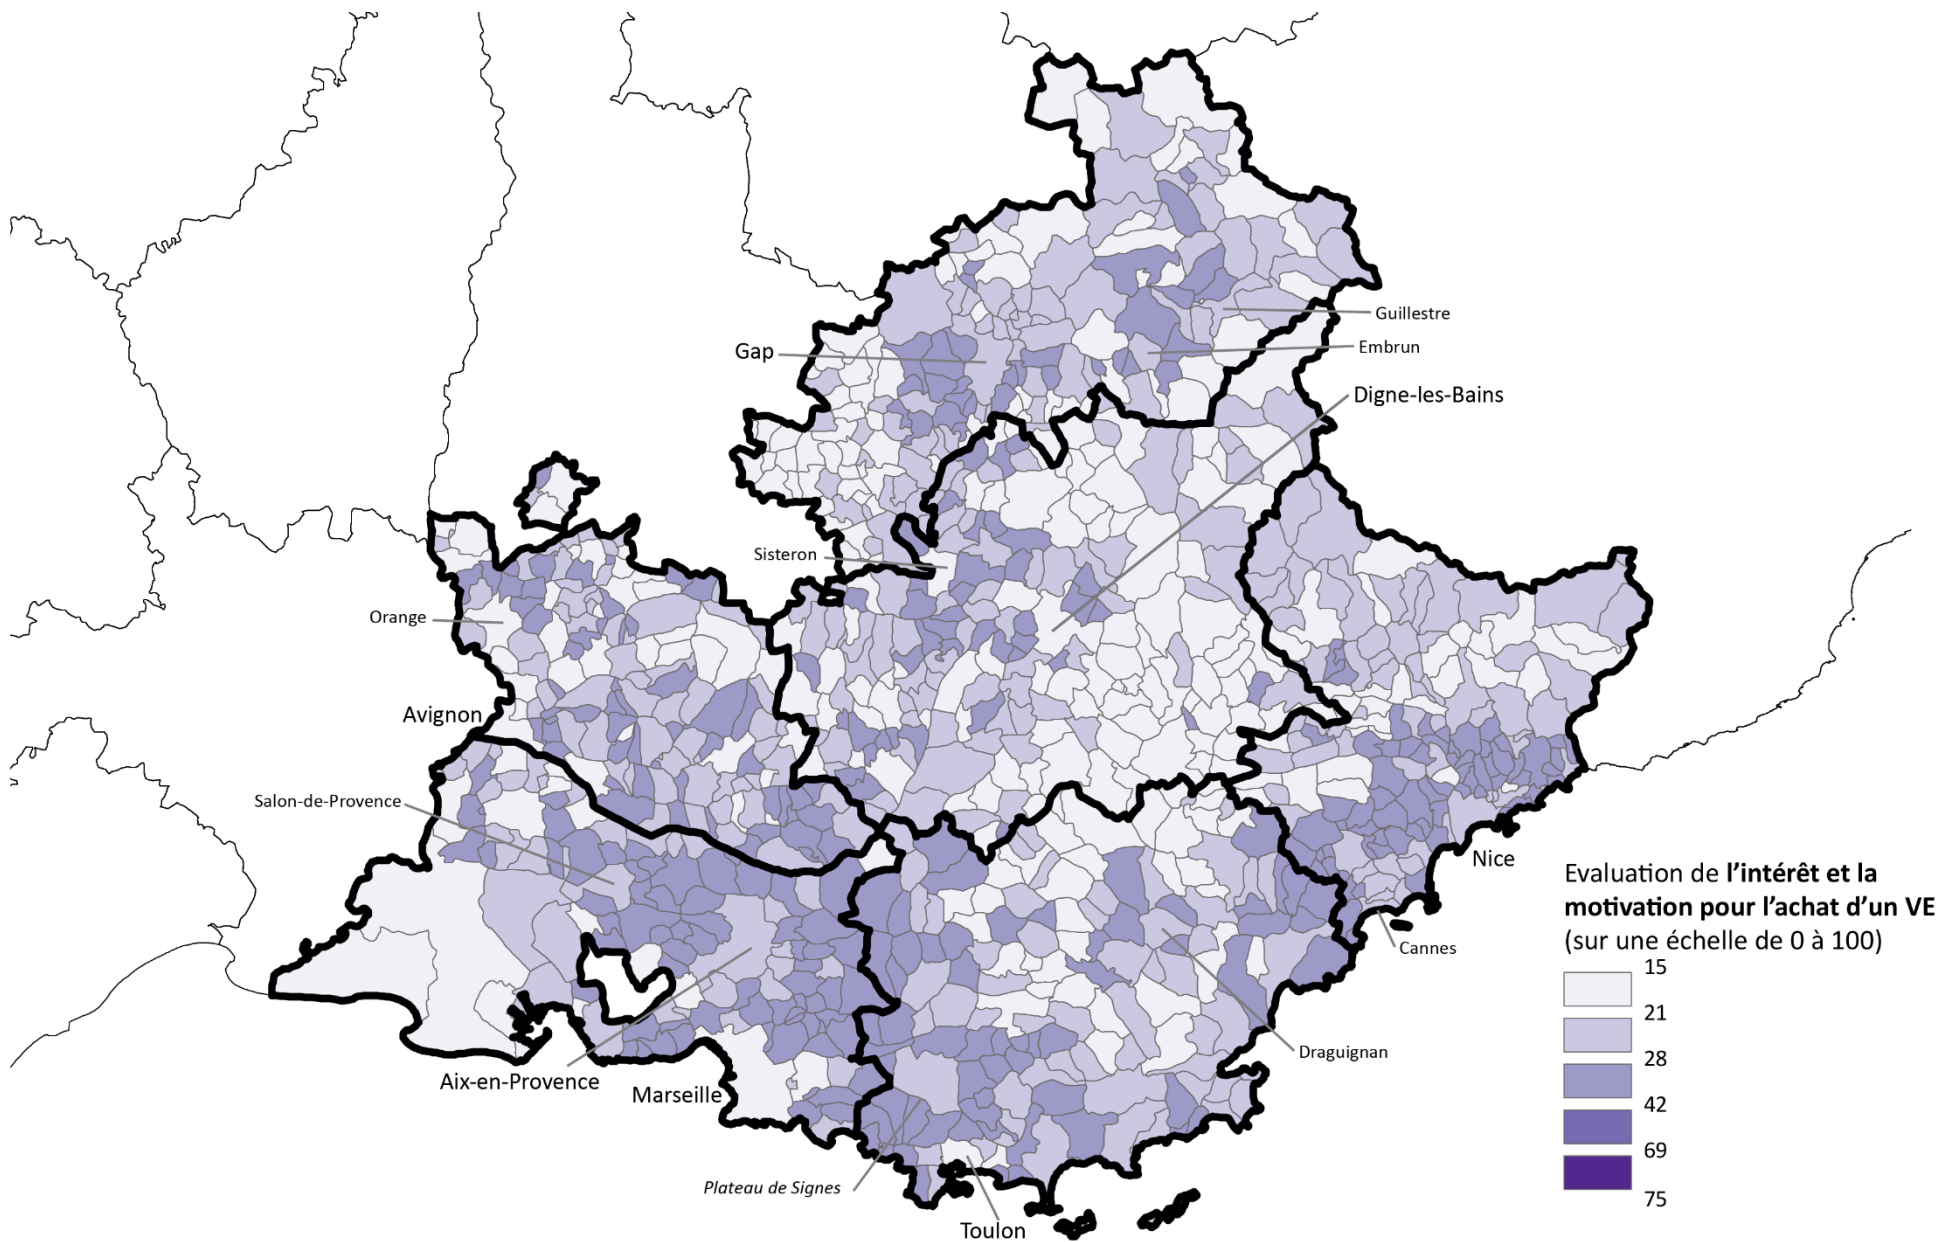 Guillestre
Embrun
Gap
Digne-les-Bains
Sisteron
Orange
Avignon
Salon-de-Provence
Nice
Evaluation de l'intérêt et la
motivation pour l'achat d'un VE
(sur une échelle de 0 à 100)
15
21
28
42
69
75
Cannes
Draguignan
Aix-en-Provence
Marseille
Plateau de Signes
Toulon